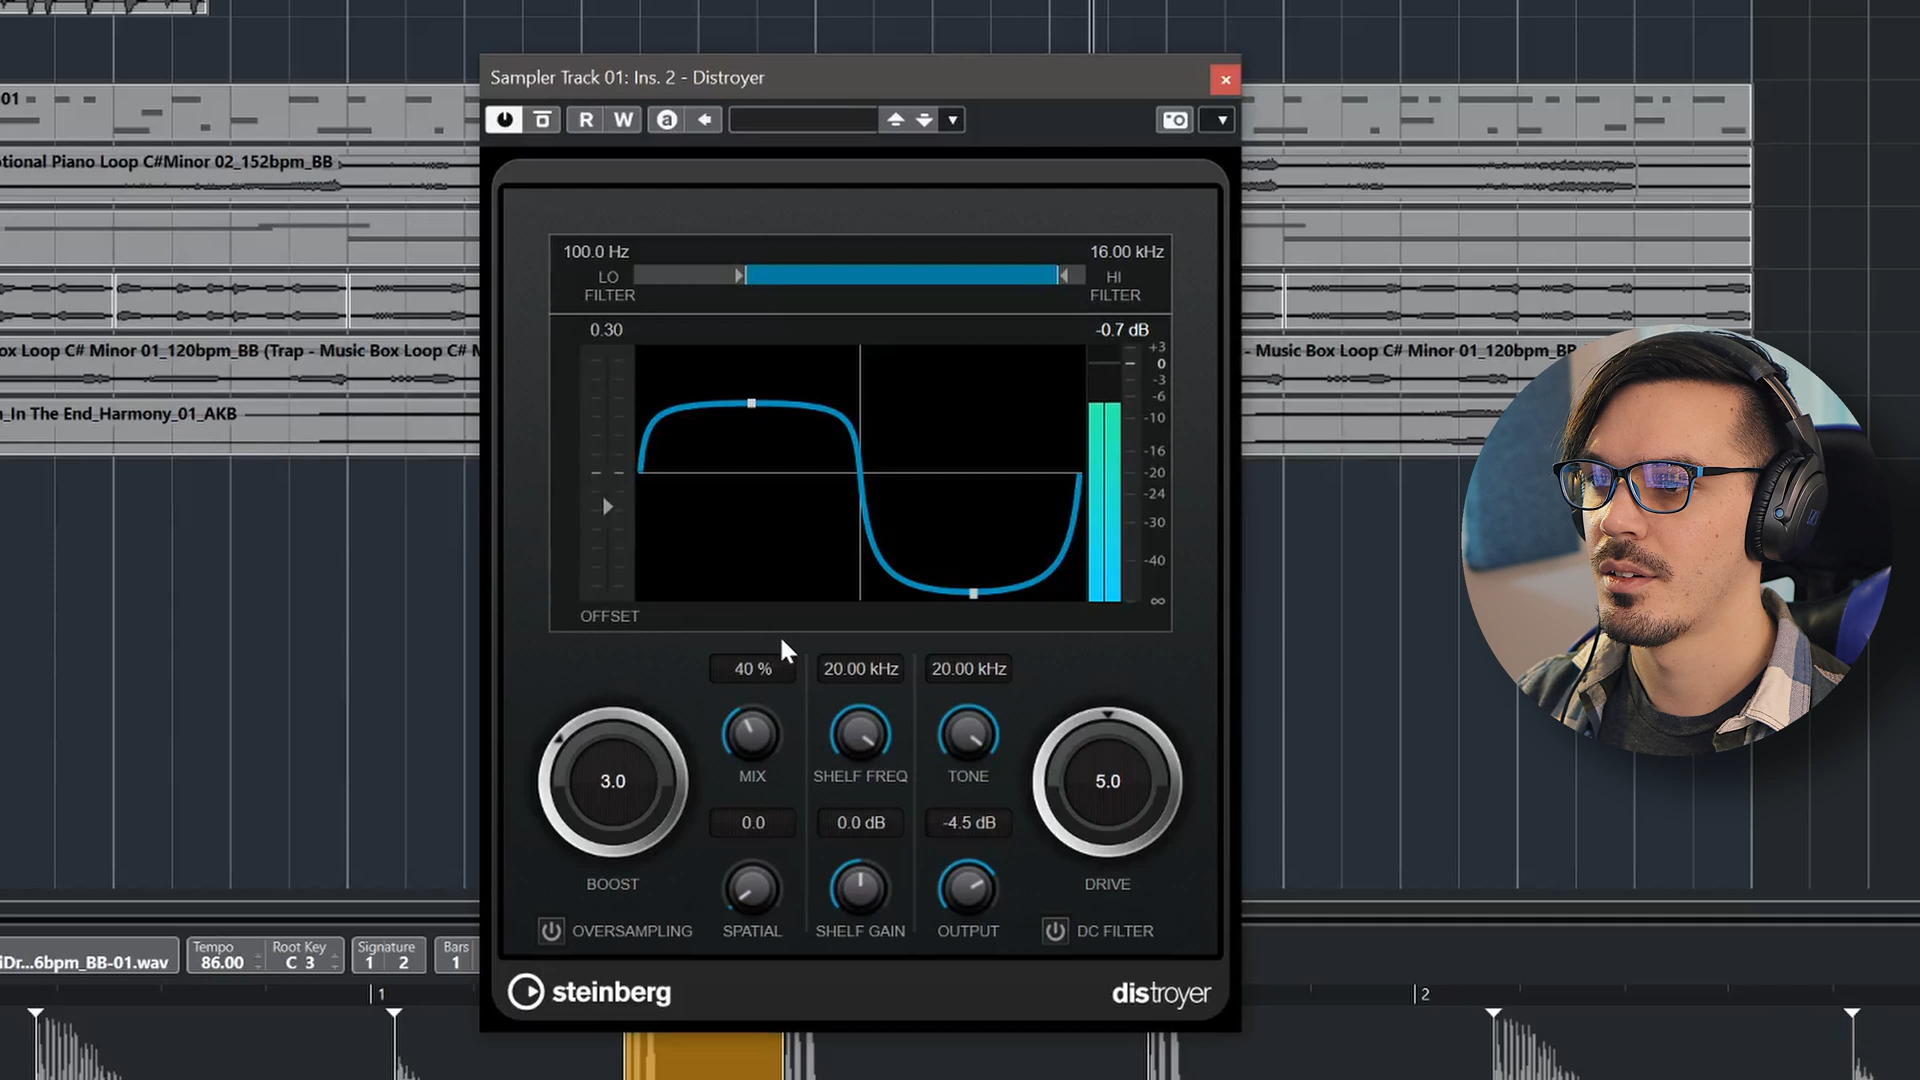 Sampler Track 01: Ins. 2 - Distroyer
01
R W a
otional Piano Loop C#Minor 02_152bpm_BB
100.0 Hz
16.00 kHz
LO FILTER
HI FILTER
0.30
-0.7 dB
+3
0
-3
-6
-10
-16
-20
-24
-30
-40
∞
ox Loop C# Minor 01_120bpm_BB (Trap - Music Box Loop C# M
- Music Box Loop C# Minor 01_120bpm_BB
_In The End_Harmony_01_AKB
OFFSET
40 %
20.00 kHz
20.00 kHz
MIX
SHELF FREQ
TONE
3.0
5.0
0.0
0.0 dB
-4.5 dB
BOOST
DRIVE
OVERSAMPLING
SPATIAL
SHELF GAIN
OUTPUT
DC FILTER
steinberg
distroyer
iDr...6bpm_BB-01.wav
Tempo
86.00
Root Key
C 3
Signature
1 2
Bars
1
1
2